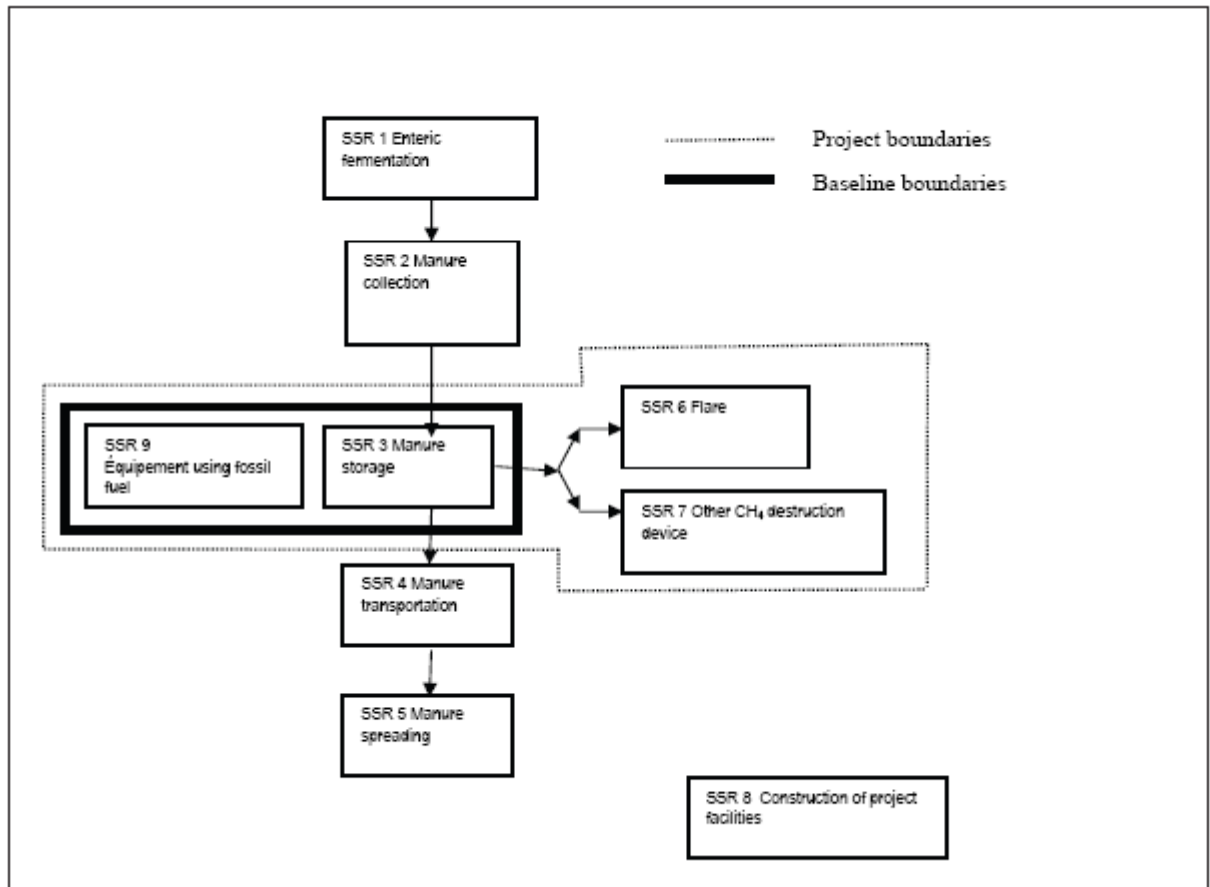 SSR 1 Enteric
fermentation
Project boundaries
Baseline boundaries
SSR 2 Manure
collection
SSR 9
Équipement using fossil
fuel
SSR 3 Manure
storage
SSR 6 Flare
SSR 7 Other CH₄ destruction
device
SSR 4 Manure
transportation
SSR 5 Manure
spreading
SSR 8 Construction of project
facilities